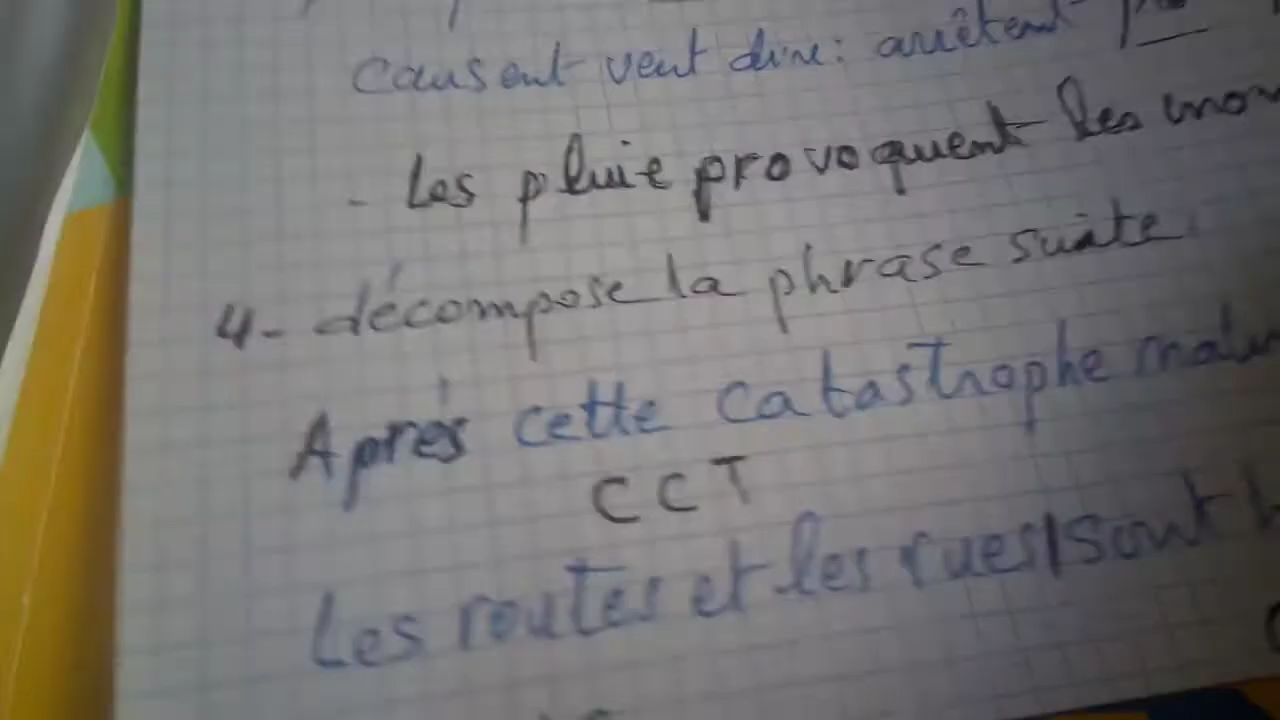 causent veut dire: arrêtent
- Les pluie provoquent les
4- décompose la phrase suite
Après cette catastrophe
CCT
Les routes et les rues/sont